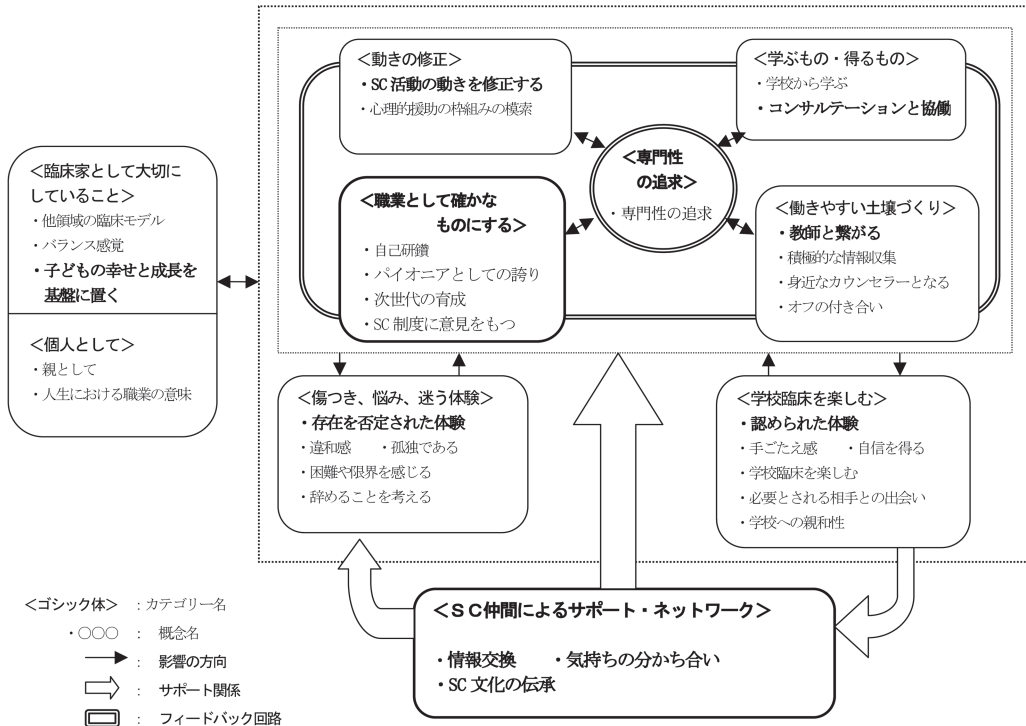 <動きの修正>
・SC活動の動きを修正する
・心理的援助の枠組みの模索
<学ぶもの・得るもの>
・学校から学ぶ
・コンサルテーションと協働
<専門性
の追求>
・専門性の追求
<職業として確かな
ものにする>
・自己研鑽
・パイオニアとしての誇り
・次世代の育成
・SC制度に意見をもつ
<働きやすい土壌づくり>
・教師と繋がる
・積極的な情報収集
・身近なカウンセラーとなる
・オフの付き合い
<臨床家として大切に
していること>
・他領域の臨床モデル
・バランス感覚
・子どもの幸せと成長を
基盤に置く
<個人として>
・親として
・人生における職業の意味
<傷つき、悩み、迷う体験>
・存在を否定された体験
・違和感 ・孤独である
・困難や限界を感じる
・辞めることを考える
<学校臨床を楽しむ>
・認められた体験
・手ごたえ感 ・自信を得る
・学校臨床を楽しむ
・必要とされる相手との出会い
・学校への親和性
<SC仲間によるサポート・ネットワーク>
・情報交換 ・気持ちの分かち合い
・SC文化の伝承
<ゴシック体> :カテゴリー名
・○○○ : 概念名
: 影響の方向
: サポート関係
: フィードバック回路